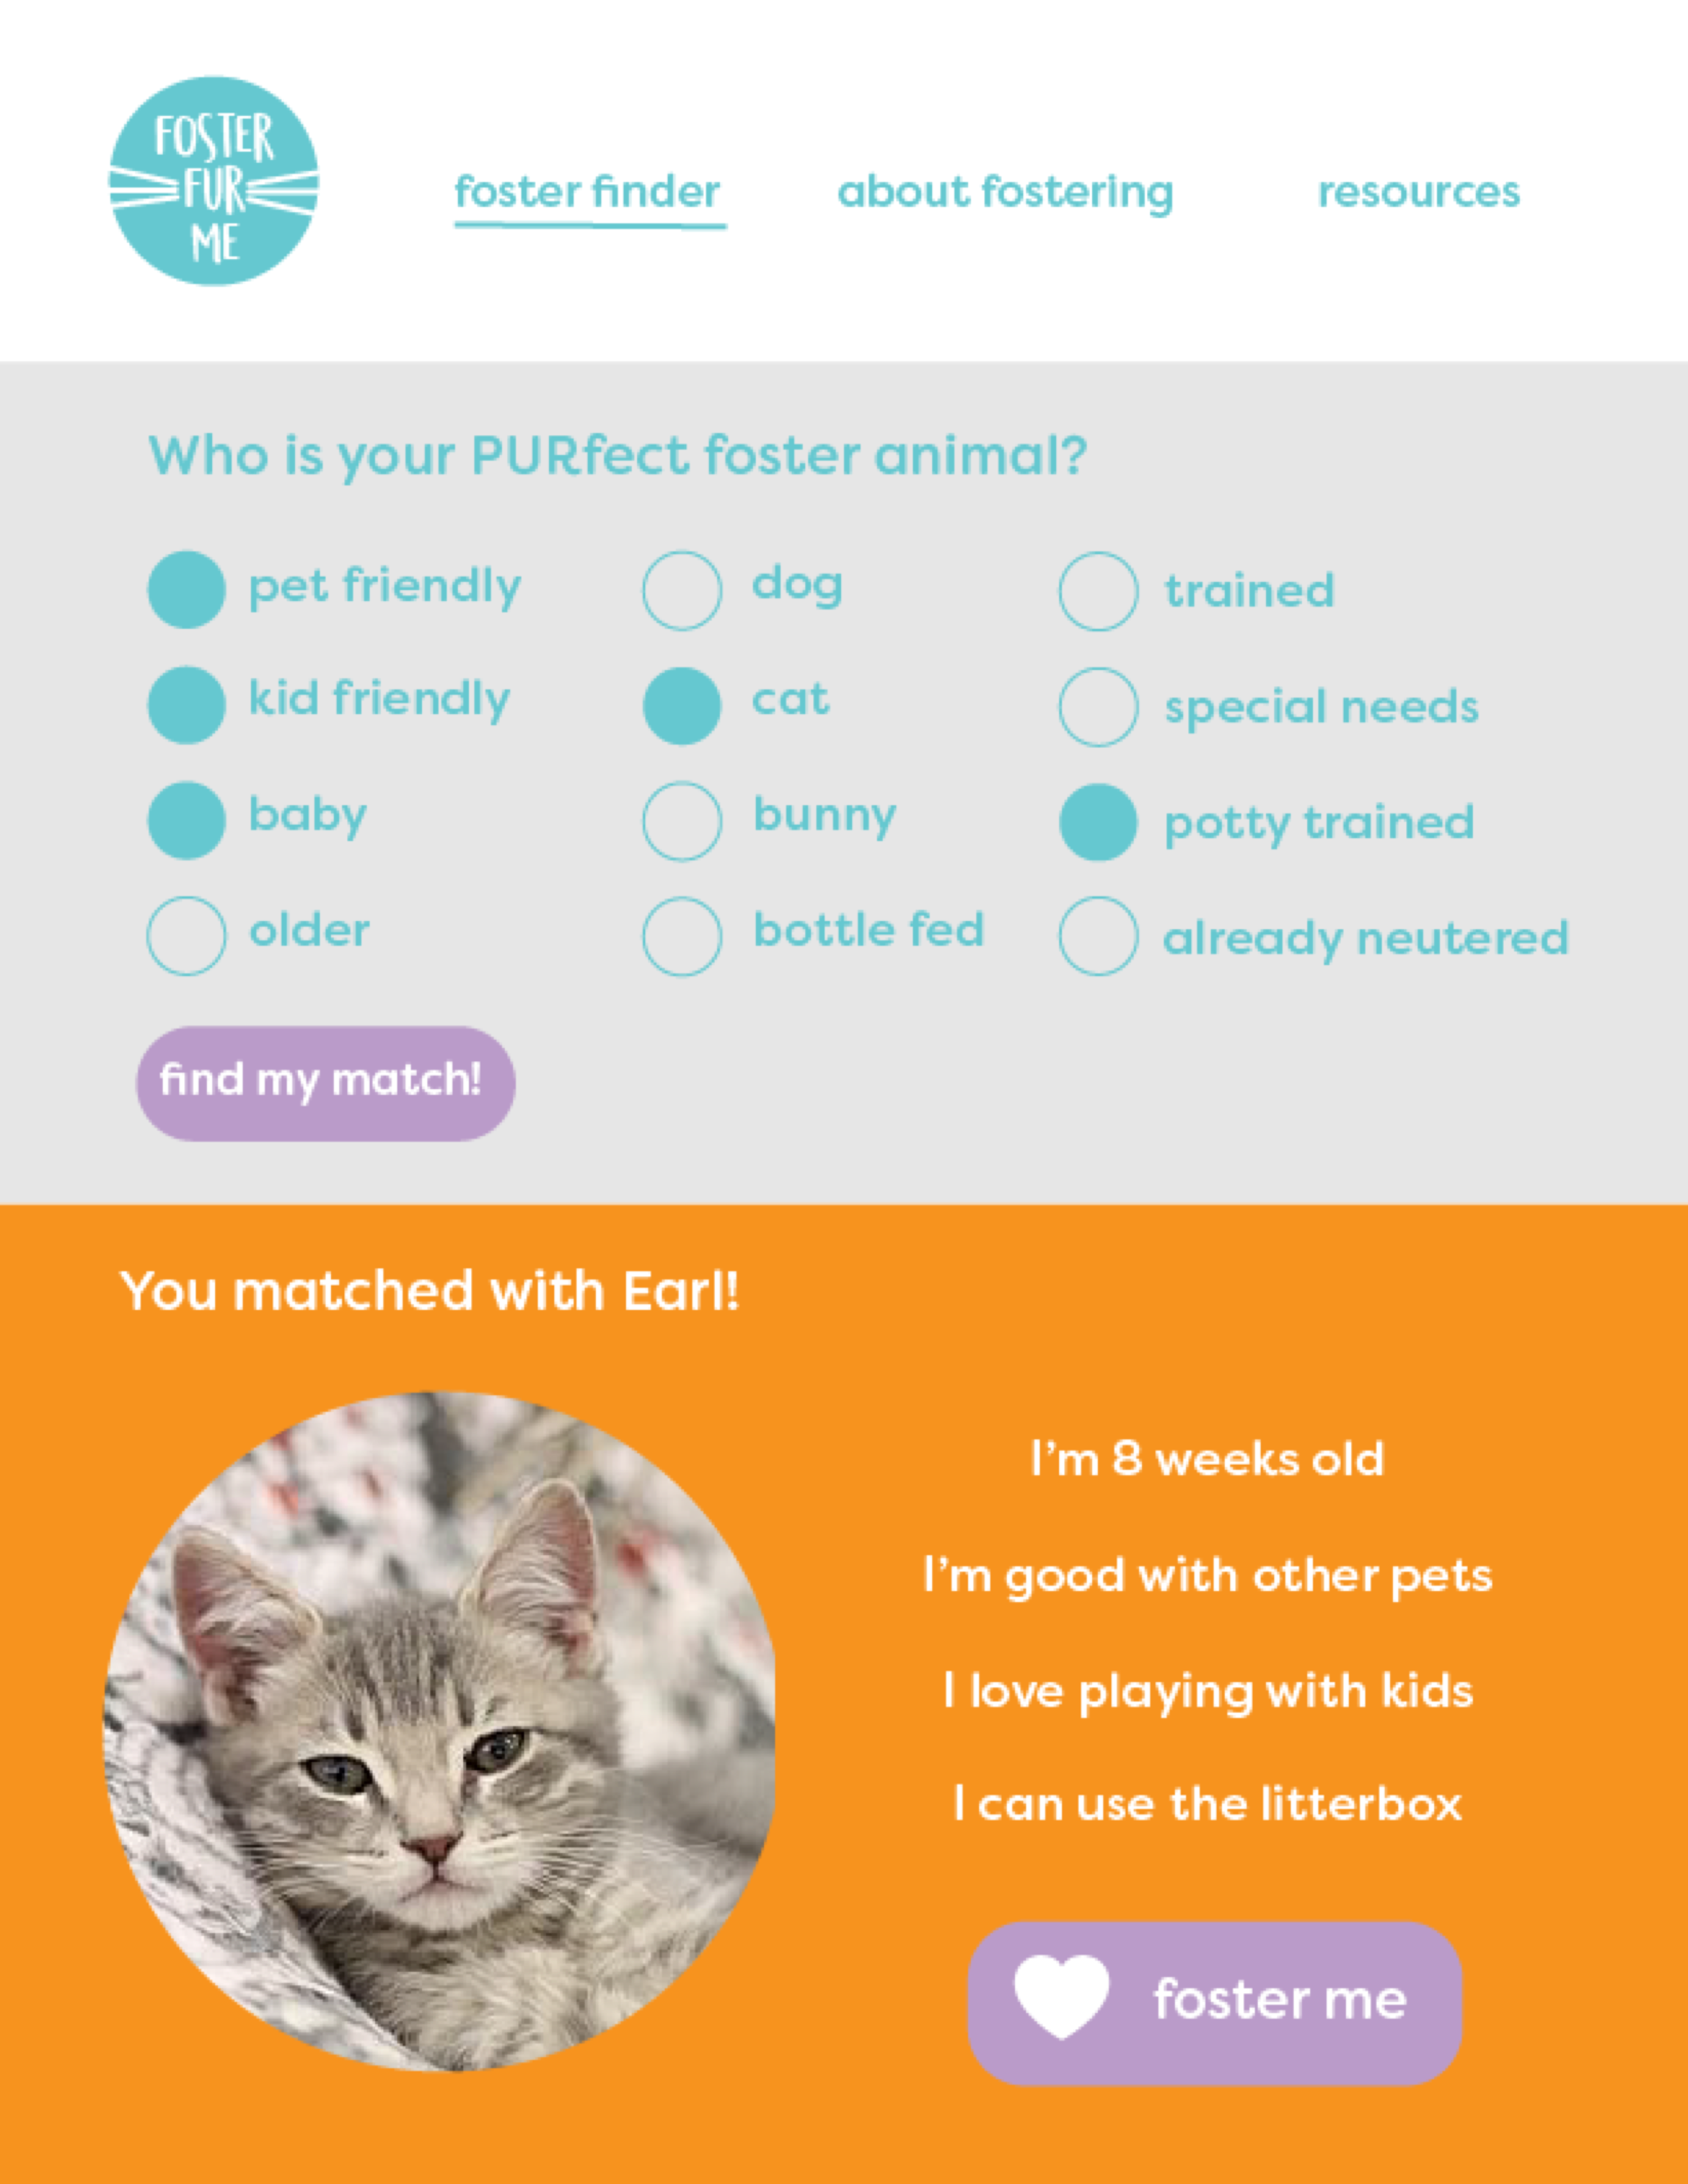 FOSTER
FUR
ME
foster finder
about fostering
resources
Who is your PURfect foster animal?
pet friendly
dog
trained
kid friendly
cat
special needs
baby
bunny
potty trained
older
bottle fed
already neutered
find my match!
You matched with Earl!
I'm 8 weeks old
I'm good with other pets
I love playing with kids
I can use the litterbox
foster me